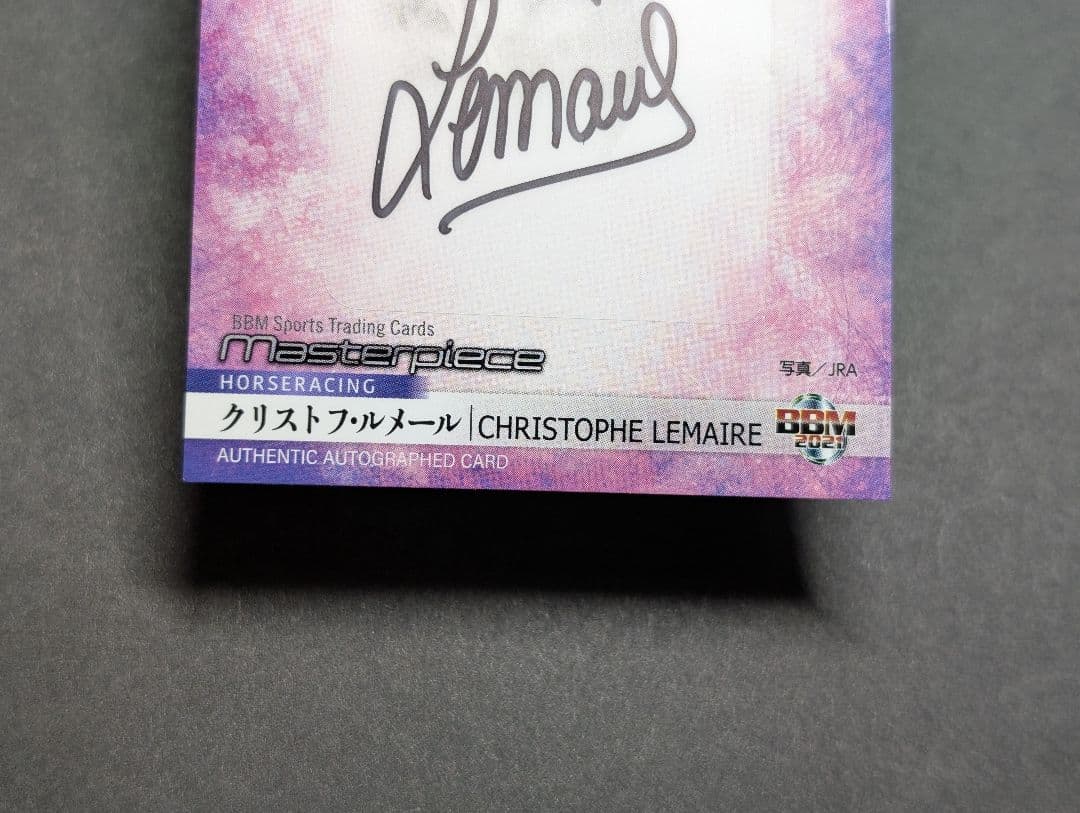 Lemaire
BBM Sports Trading Cards
Masterpiece
写真/JRA
HORSERACING
クリストフ・ルメール|CHRISTOPHE LEMAIRE
BBM
2021
AUTHENTIC AUTOGRAPHED CARD